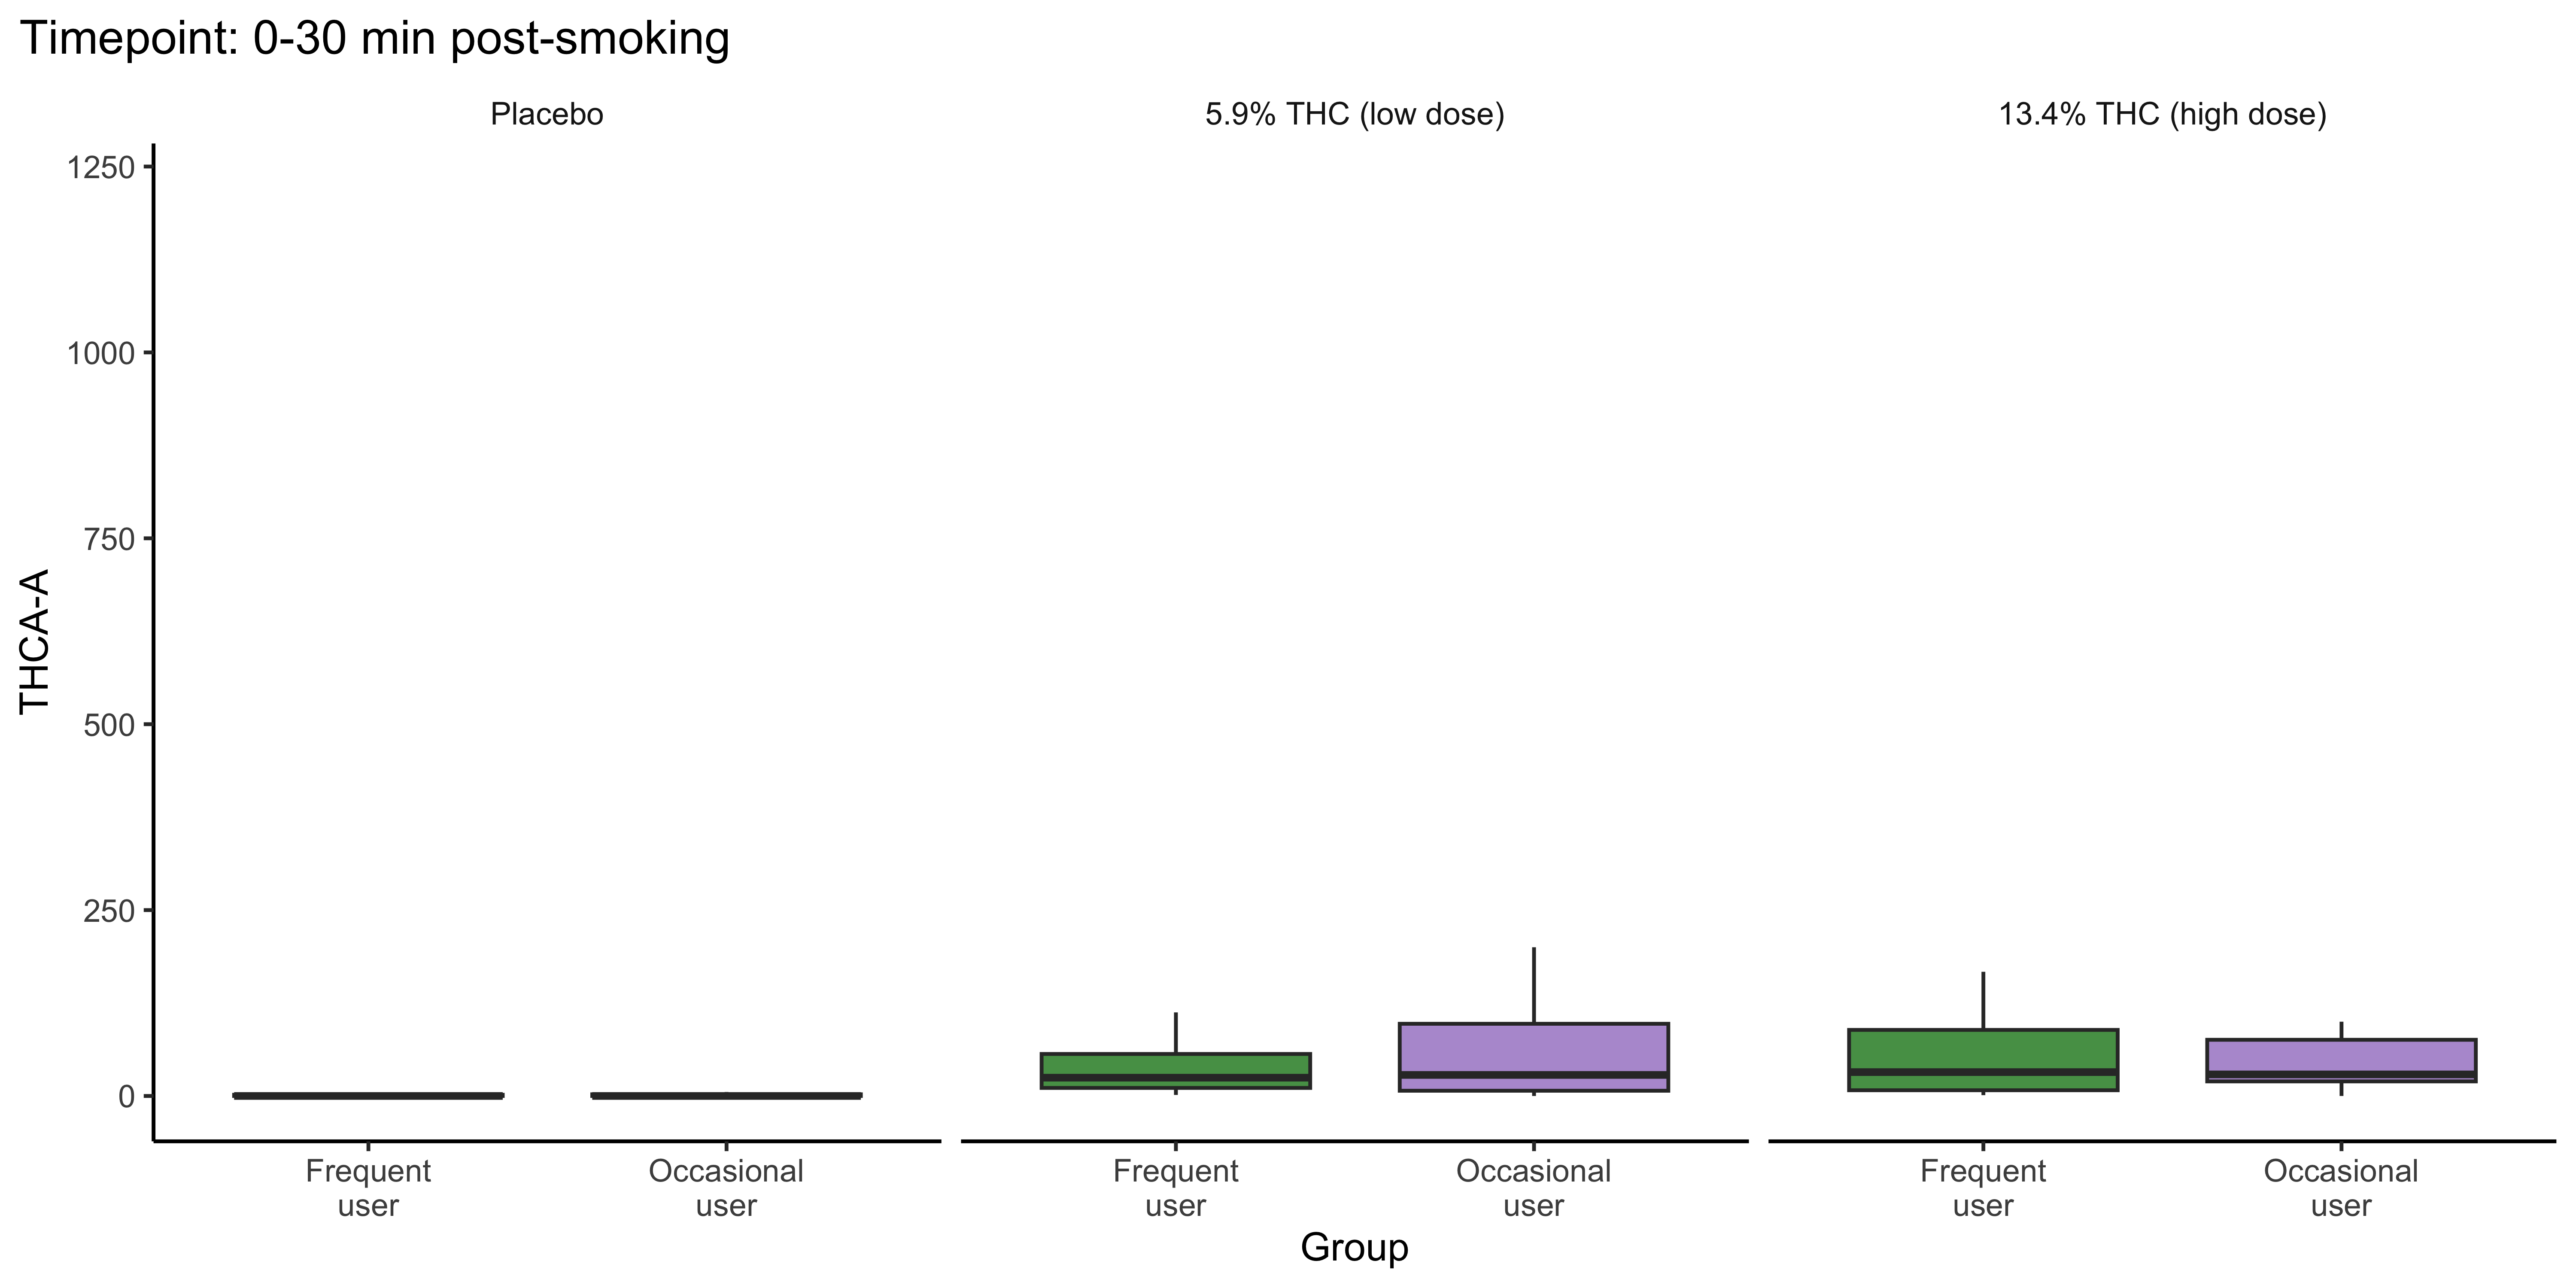 Timepoint: 0-30 min post-smoking
Placebo
5.9% THC (low dose)
13.4% THC (high dose)
1250
1000
750
500
250
0
THCA-A
Frequent
user
Occasional
user
Frequent
user
Occasional
user
Frequent
user
Occasional
user
Group